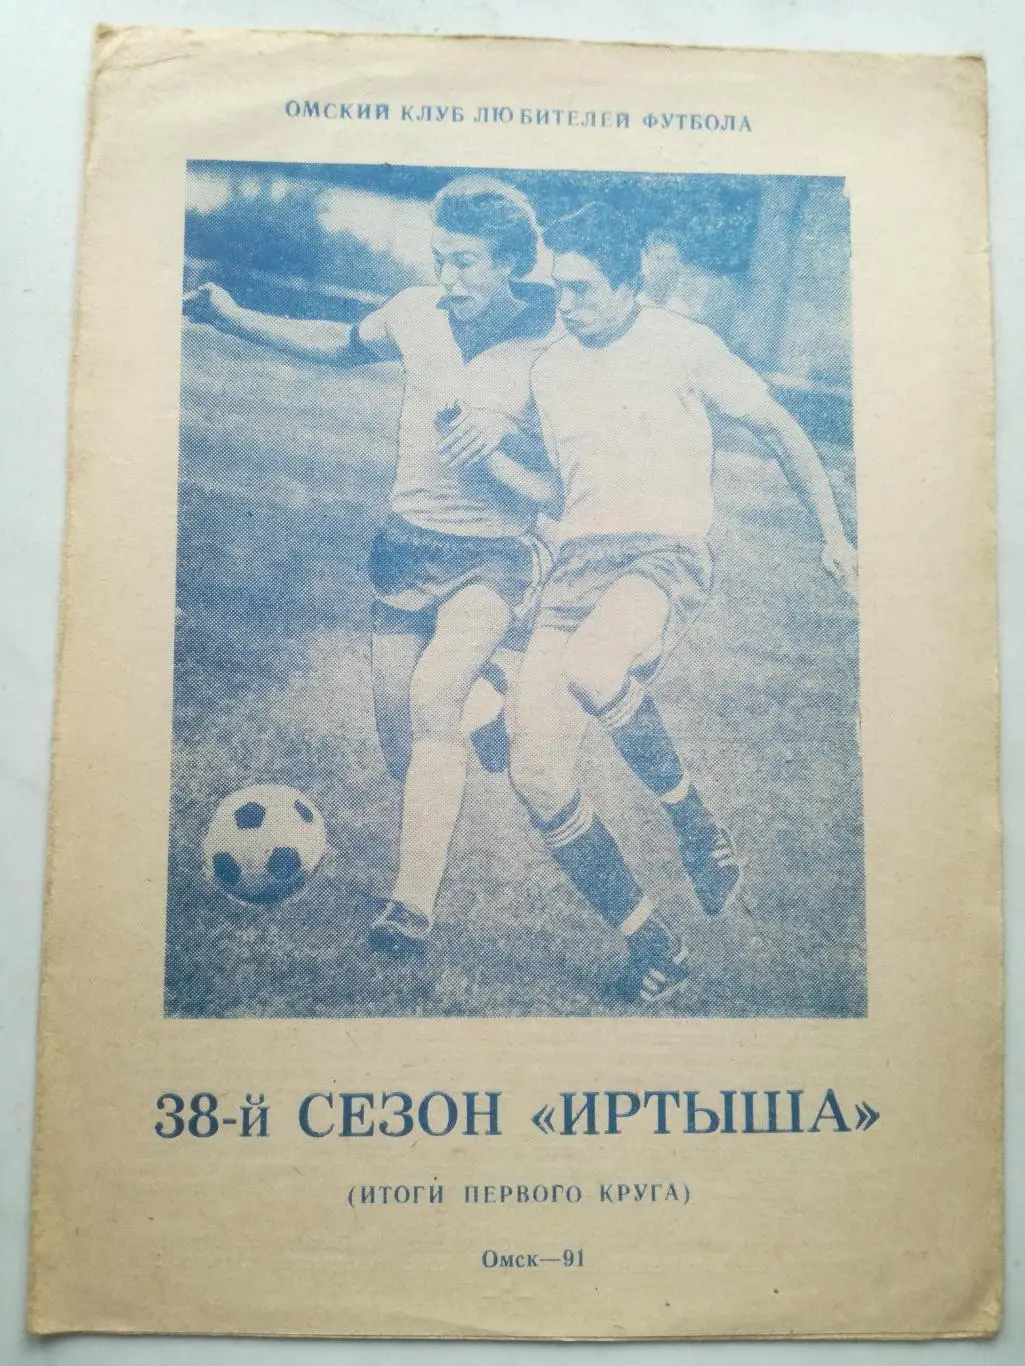 ОМСКИЙ КЛУБ ЛЮБИТЕЛЕЙ ФУТБОЛА
38-й СЕЗОН «ИРТЫША»
(ИТОГИ ПЕРВОГО КРУГА)
Омск—91